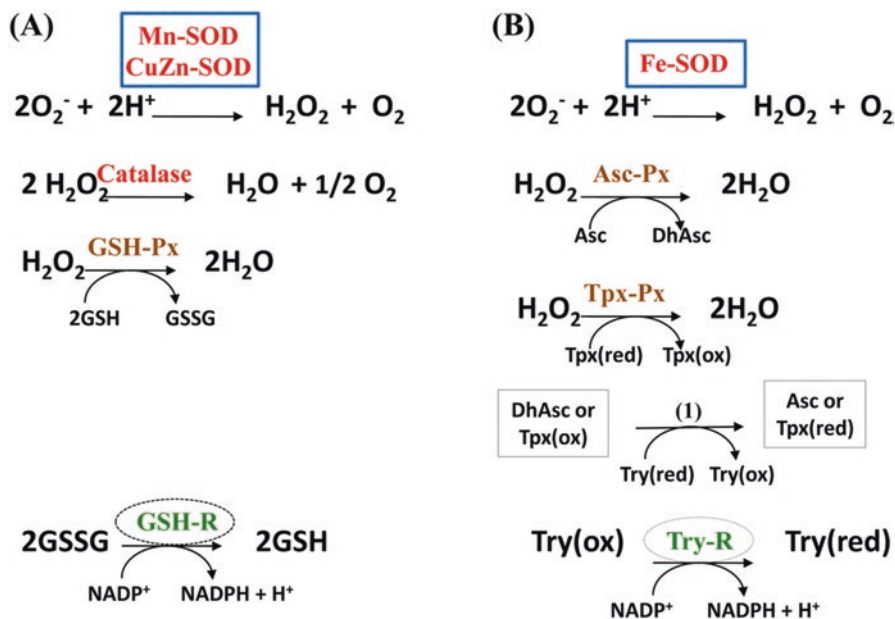 (A)
Mn-SOD
CuZn-SOD
2O₂⁻ + 2H⁺ H₂O₂ + O₂
2 H₂O₂ Catalase H₂O + 1/2 O₂
GSH-Px
H₂O₂ 2H₂O
2GSH GSSG
GSH-R
2GSSG 2GSH
NADP⁺ NADPH + H⁺
(B)
Fe-SOD
2O₂⁻ + 2H⁺ H₂O₂ + O₂
H₂O₂ Asc-Px 2H₂O
Asc DhAsc
H₂O₂ Tpx-Px 2H₂O
Tpx(red) Tpx(ox)
DhAsc or
Tpx(ox)
(1)
Asc or
Tpx(red)
Try(red) Try(ox)
Try(ox) Try-R Try(red)
NADP⁺ NADPH + H⁺